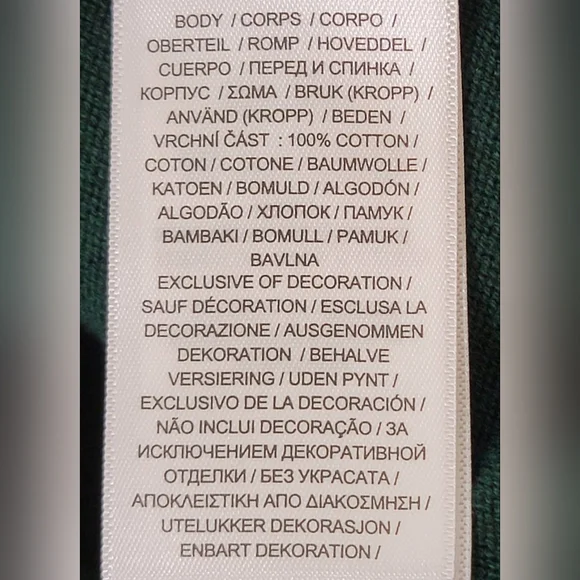 BODY / CORPS / CORPO /
OBERTEIL / ROMP / HOVEDDEL /
CUERPO / ПЕРЕД И СПИНКА /
КОРПУС / ΣΩΜΑ / BRUK (KROPP) /
ANVÄND (KROPP) / BEDEN /
VRCHNÍ ČÁST : 100% COTTON /
COTON / COTONE / BAUMWOLLE /
KATOEN / BOMULD / ALGODÓN /
ALGODÃO / ХЛОПОК / ПАМУК /
ΒΑΜΒΑΚΙ / BOMULL / PAMUK /
BAVLNA
EXCLUSIVE OF DECORATION /
SAUF DÉCORATION / ESCLUSA LA
DECORAZIONE / AUSGENOMMEN
DEKORATION / BEHALVE
VERSIERING / UDEN PYNT /
EXCLUSIVO DE LA DECORACIÓN /
NÃO INCLUI DECORAÇÃO / ЗА
ИСКЛЮЧЕНИЕМ ДЕКОРАТИВНОЙ
ОТДЕЛКИ / БЕЗ УКРАСАТА /
ΑΠΟΚΛΕΙΣΤΙΚΗ ΑΠΟ ΔΙΑΚΟΣΜΗΣΗ /
UTELUKKER DEKORASJON /
ENBART DEKORATION /